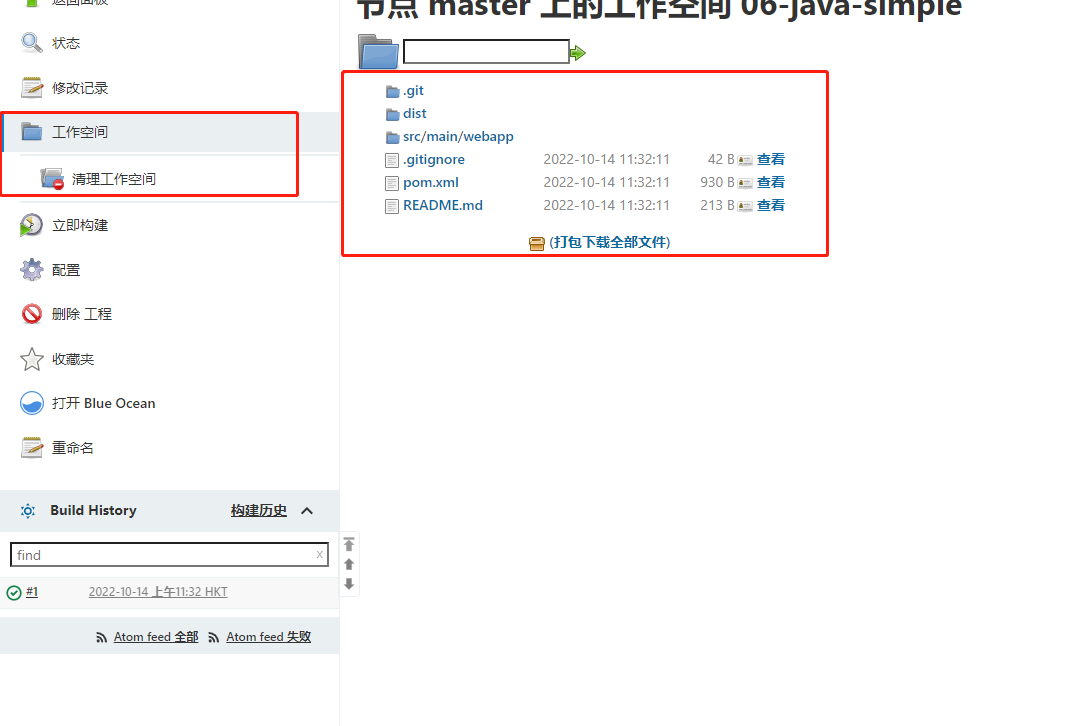 返回面板
状态
修改记录
工作空间
清理工作空间
立即构建
配置
删除 工程
收藏夹
打开 Blue Ocean
重命名
Build History 构建历史
find x
#1 2022-10-14 上午11:32 HKT
Atom feed 全部 Atom feed 失败
节点 master 上的工作空间 06-java-simple
.git
dist
src/main/webapp
.gitignore 2022-10-14 11:32:11 42 B 查看
pom.xml 2022-10-14 11:32:11 930 B 查看
README.md 2022-10-14 11:32:11 213 B 查看
(打包下载全部文件)